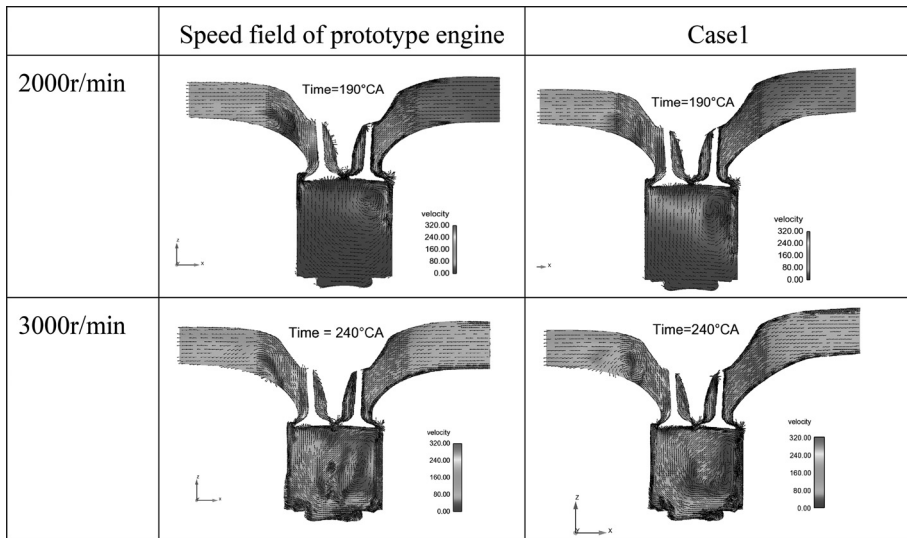 Speed field of prototype engine
Case1
2000r/min
Time=190°CA
velocity
320.00
240.00
160.00
80.00
0.00
z
x
Time=190°CA
velocity
320.00
240.00
160.00
80.00
0.00
x
3000r/min
Time = 240°CA
velocity
320.00
240.00
160.00
80.00
0.00
z
x
Time=240°CA
velocity
320.00
240.00
160.00
80.00
0.00
z
x